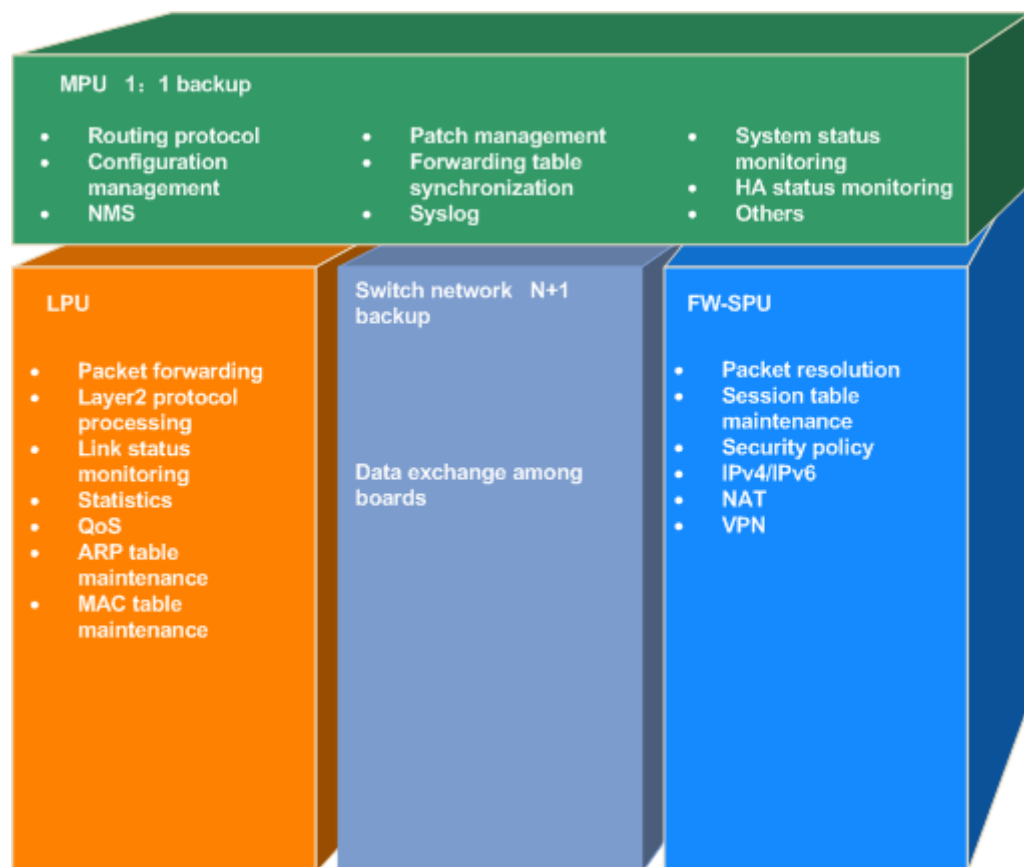 MPU 1：1 backup
• Routing protocol
• Configuration
management
• NMS
• Patch management
• Forwarding table
synchronization
• Syslog
• System status
monitoring
• HA status monitoring
• Others
LPU
• Packet forwarding
• Layer2 protocol
processing
• Link status
monitoring
• Statistics
• QoS
• ARP table
maintenance
• MAC table
maintenance
Switch network N+1
backup
Data exchange among
boards
FW-SPU
• Packet resolution
• Session table
maintenance
• Security policy
• IPv4/IPv6
• NAT
• VPN